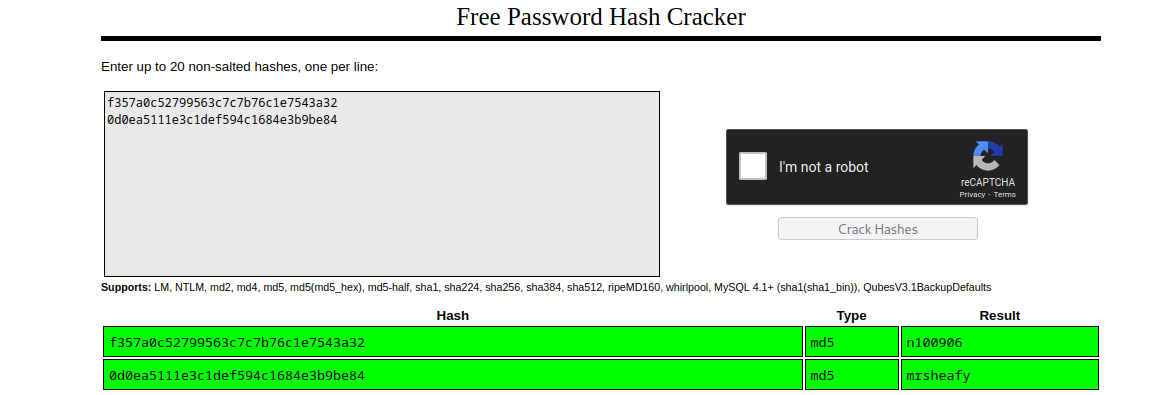 Free Password Hash Cracker
Enter up to 20 non-salted hashes, one per line:
f357a0c52799563c7c7b76c1e7543a32
0d0ea5111e3c1def594c1684e3b9be84
I'm not a robot
reCAPTCHA
Privacy - Terms
Crack Hashes
Supports: LM, NTLM, md2, md4, md5, md5(md5_hex), md5-half, sha1, sha224, sha256, sha384, sha512, ripeMD160, whirlpool, MySQL 4.1+ (sha1(sha1_bin)), QubesV3.1BackupDefaults
Hash Type Result
f357a0c52799563c7c7b76c1e7543a32 md5 n100906
0d0ea5111e3c1def594c1684e3b9be84 md5 mrsheafy